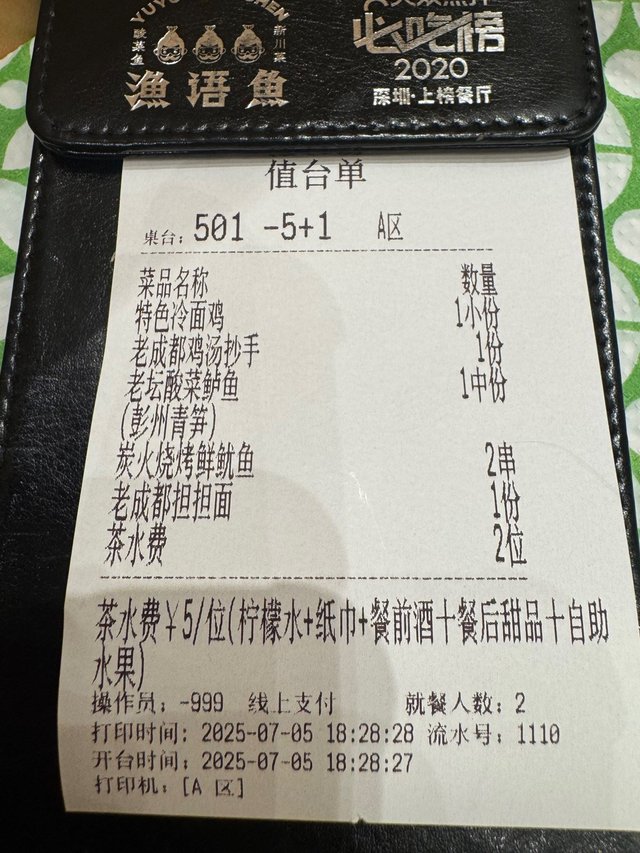 酸菜鱼
新川菜
渔语鱼
必吃榜
2020
深圳·上榜餐厅
值台单
桌台：501 -5+1 A区
菜品名称 数量
特色冷面鸡 1小份
老成都鸡汤抄手 1份
老坛酸菜鲈鱼 1中份
(彭州青笋)
炭火烧烤鲜鱿鱼 2串
老成都担担面 1份
茶水费 2位
茶水费￥5/位(柠檬水+纸巾+餐前酒十餐后甜品十自助
水果)
操作员：-999 线上支付 就餐人数：2
打印时间：2025-07-05 18:28:28 流水号：1110
开台时间：2025-07-05 18:28:27
打印机：[A 区]